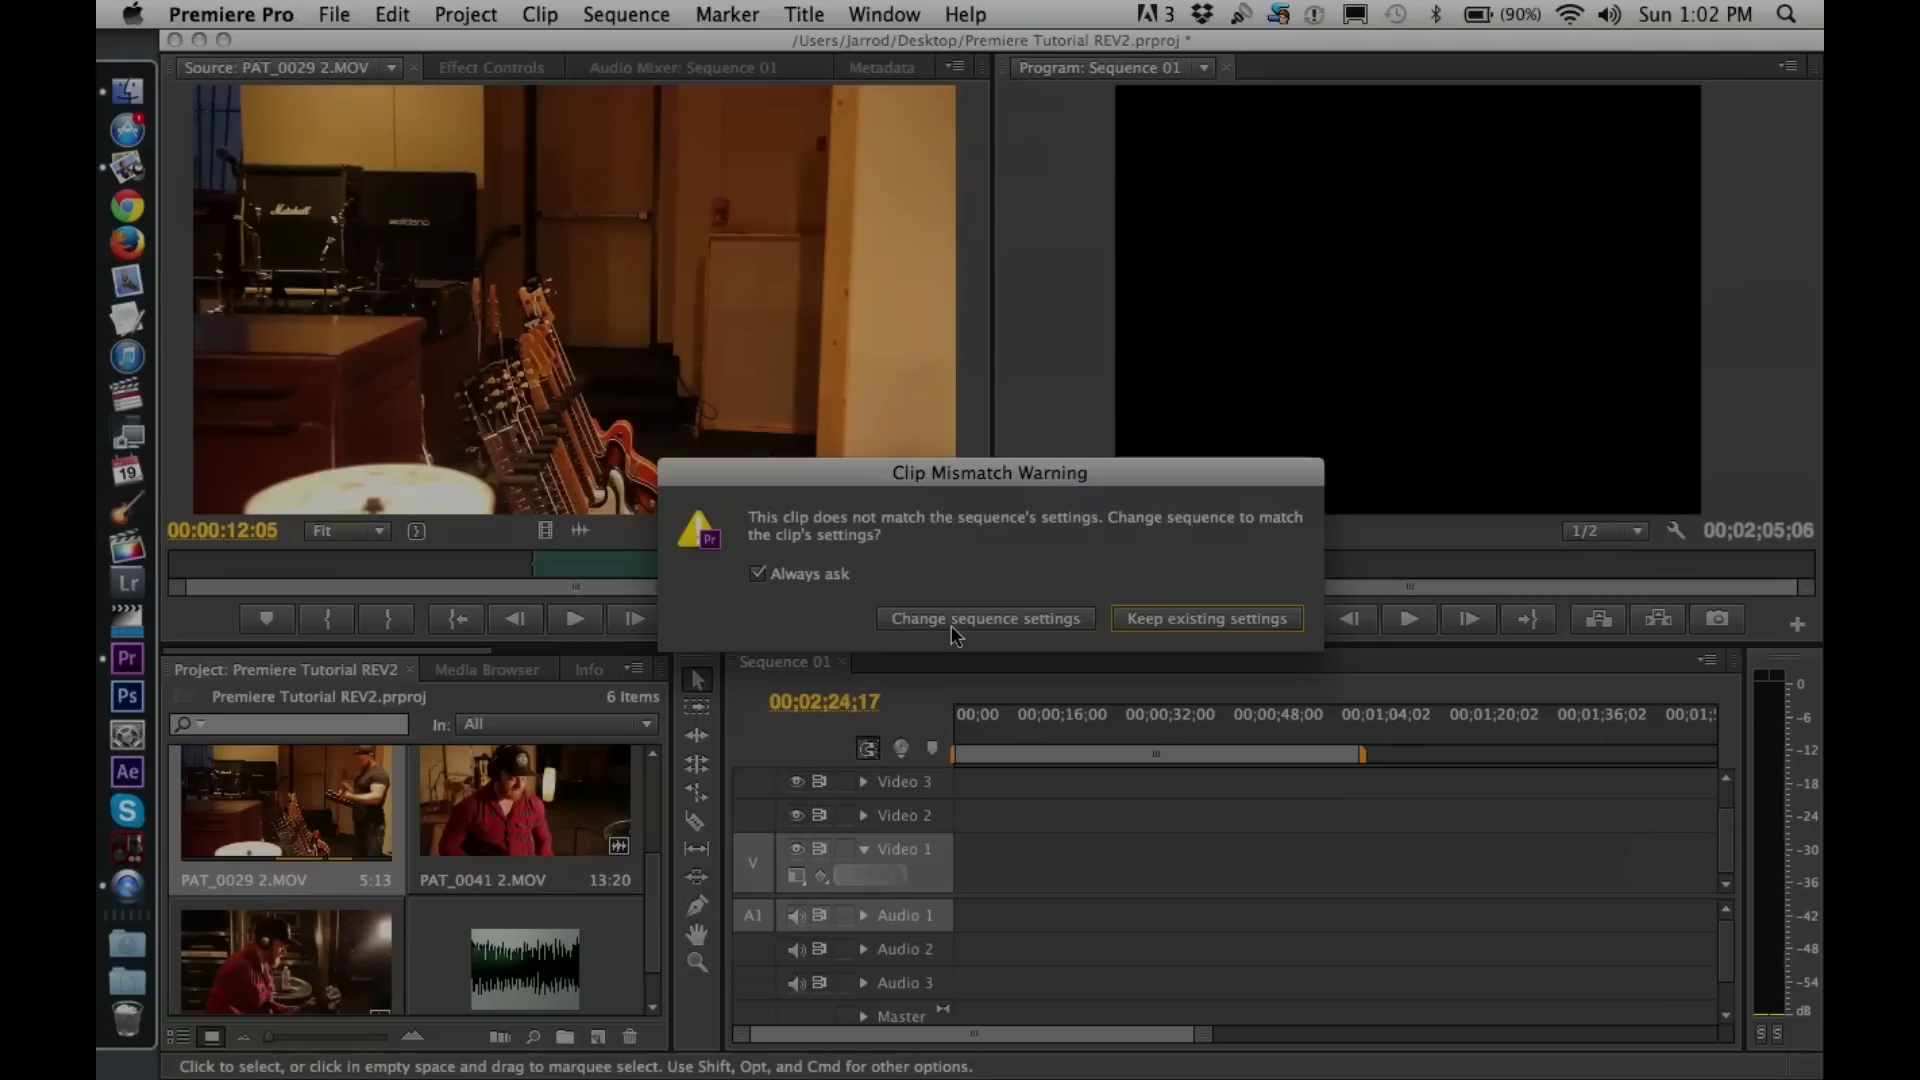 Premiere Pro File Edit Project Clip Sequence Marker Title Window Help 3 (90%) Sun 1:02 PM
/Users/Jarrod/Desktop/Premiere Tutorial REV2.prproj *
Source: PAT_0029 2.MOV Effect Controls Audio Mixer: Sequence 01 Metadata Program: Sequence 01
Marshall
soldano
Clip Mismatch Warning
This clip does not match the sequence's settings. Change sequence to match
the clip's settings?
Always ask
Change sequence settings Keep existing settings
00:00:12:05 Fit 1/2 00;02;05;06
Project: Premiere Tutorial REV2 Media Browser Info
Premiere Tutorial REV2.prproj 6 Items
In: All
PAT_0029 2.MOV 5:13 PAT_0041 2.MOV 13:20
Sequence 01
00;02;24;17
00;00 00;00;16;00 00;00;32;00 00;00;48;00 00;01;04;02 00;01;20;02 00;01;36;02 00;01;
Video 3
Video 2
V Video 1
A1 Audio 1
Audio 2
Audio 3
Master
0
-6
-12
-18
-24
-30
-36
-42
-48
-54
dB
S S
1
19
Lr
Pr
Ps
Ae
S
Pr
Click to select, or click in empty space and drag to marquee select. Use Shift, Opt, and Cmd for other options.